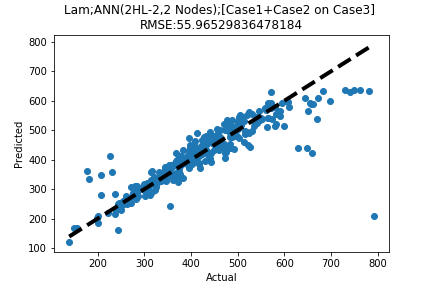 Lam;ANN(2HL-2,2 Nodes);[Case1+Case2 on Case3]
RMSE:55.96529836478184
800
700
600
500
400
300
200
100
Predicted
200 300 400 500 600 700 800
Actual